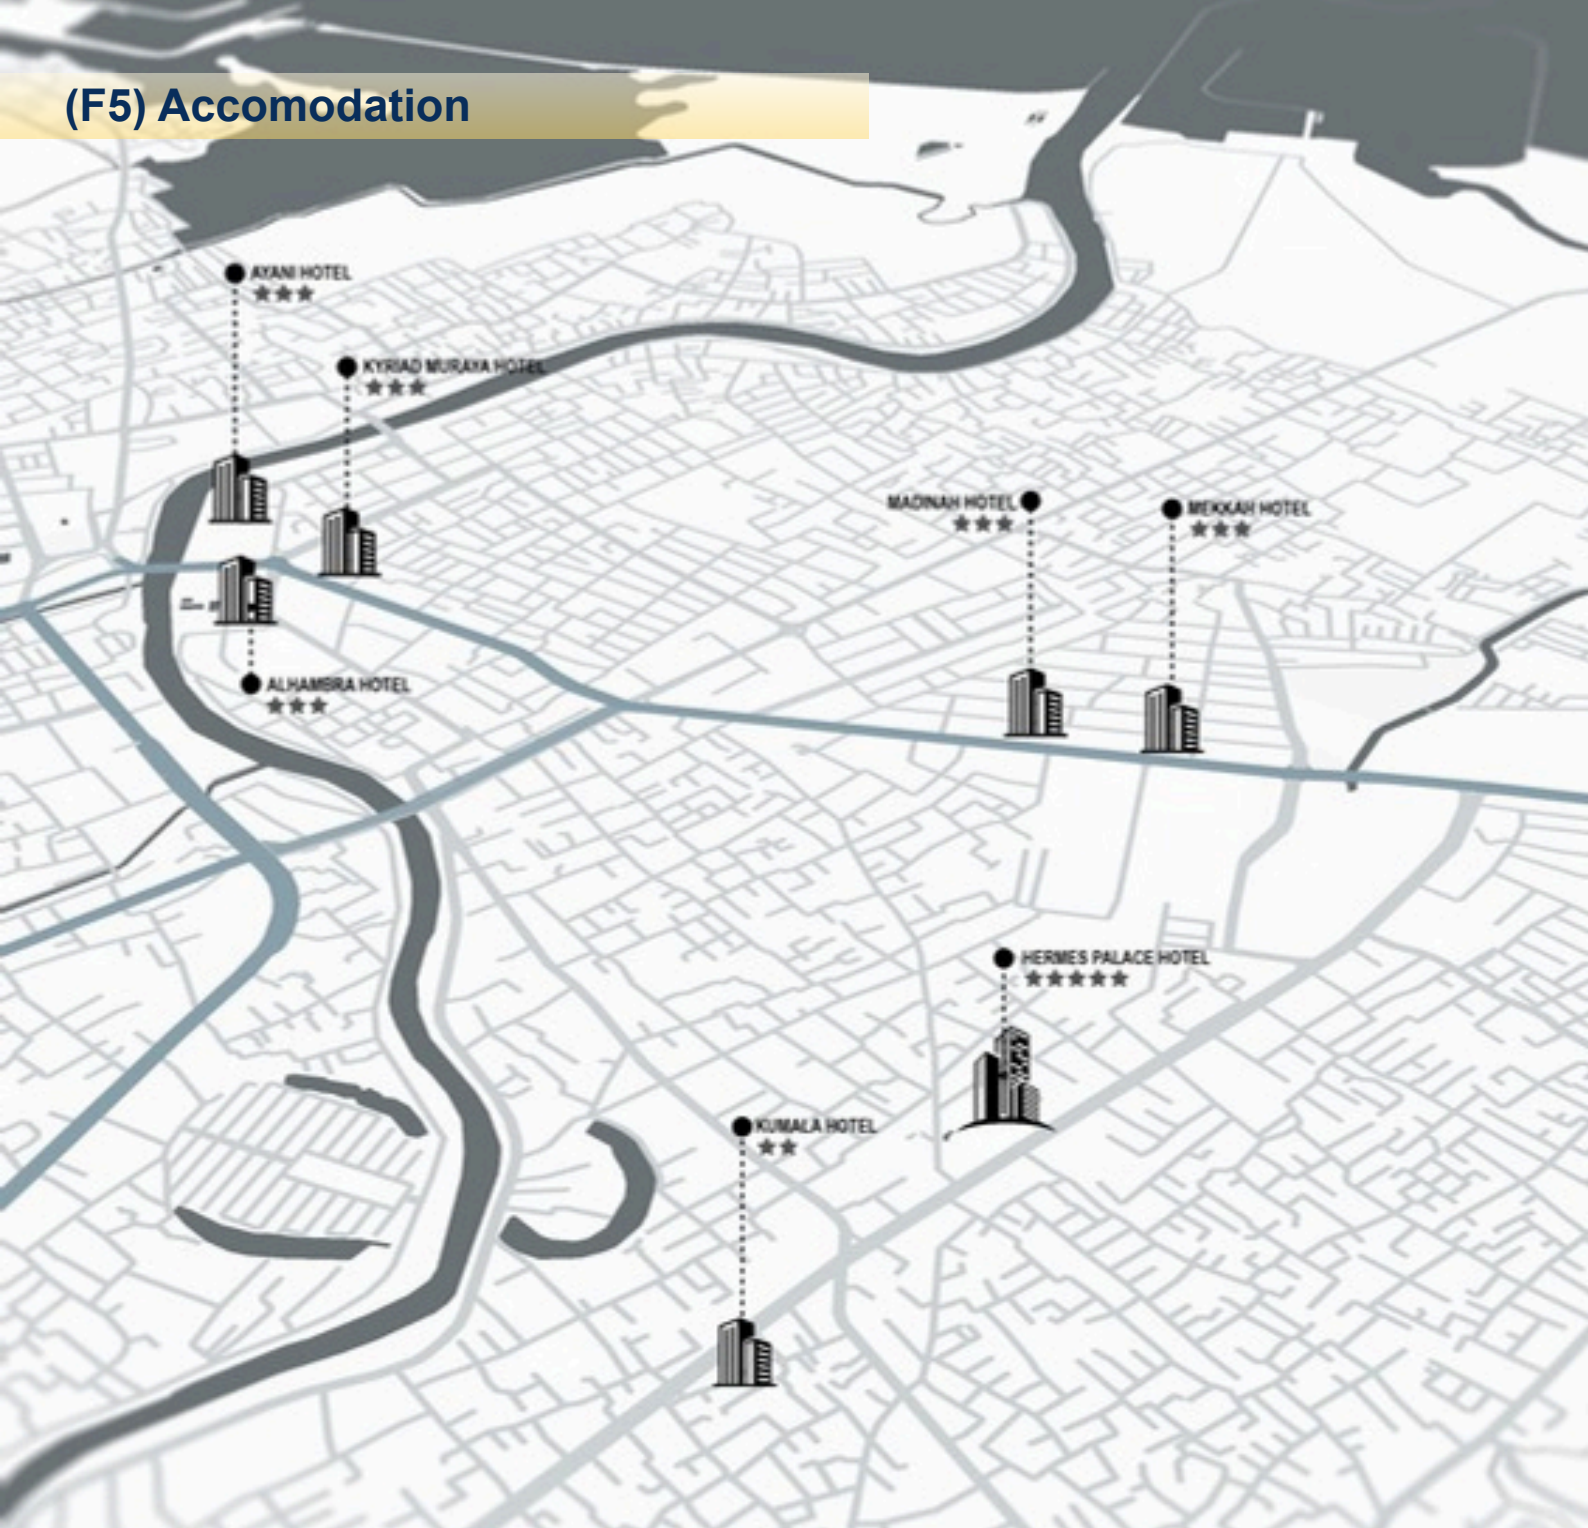 (F5) Accomodation
AYANI HOTEL
★★★
KYRIAD MURAYA HOTEL
★★★
MADINAH HOTEL
★★★
MEKKAH HOTEL
★★★
ALHAMBRA HOTEL
★★★
HERMES PALACE HOTEL
★★★★★
KUMALA HOTEL
★★